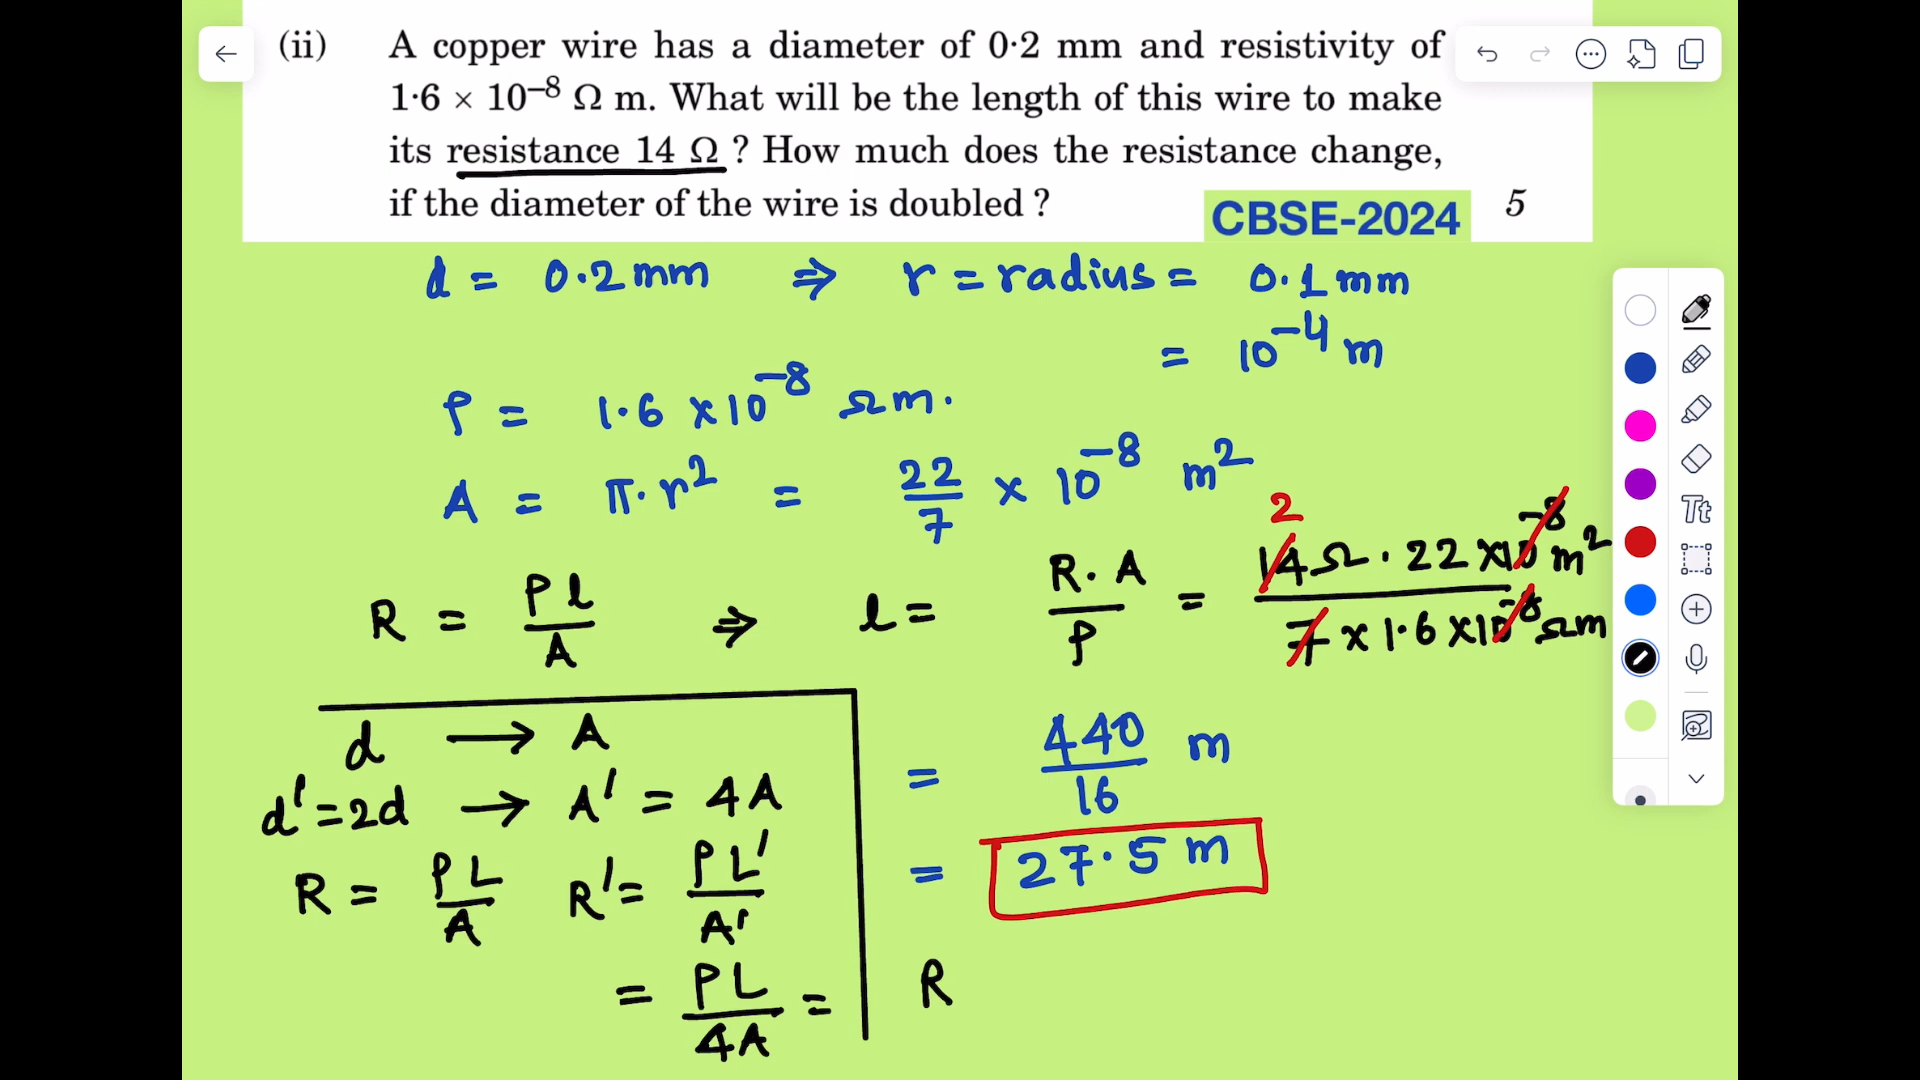 (ii) A copper wire has a diameter of 0·2 mm and resistivity of
1·6 × 10⁻⁸ Ω m. What will be the length of this wire to make
its resistance 14 Ω ? How much does the resistance change,
if the diameter of the wire is doubled ? 5
CBSE-2024
d = 0.2 mm ⇒ r = radius = 0.1 mm
= 10⁻⁴ m
ρ = 1.6 × 10⁻⁸ Ωm.
A = π·r² = 22/7 × 10⁻⁸ m²
R = ρl/A ⇒ l = R·A/ρ = 14Ω·22×10⁻⁸ m² / 7×1.6×10⁻⁸ Ωm
2
= 440/16 m
= 27.5 m
d → A
d' = 2d → A' = 4A
R = ρL/A R' = ρL'/A'
= ρL/4A = R
Tt